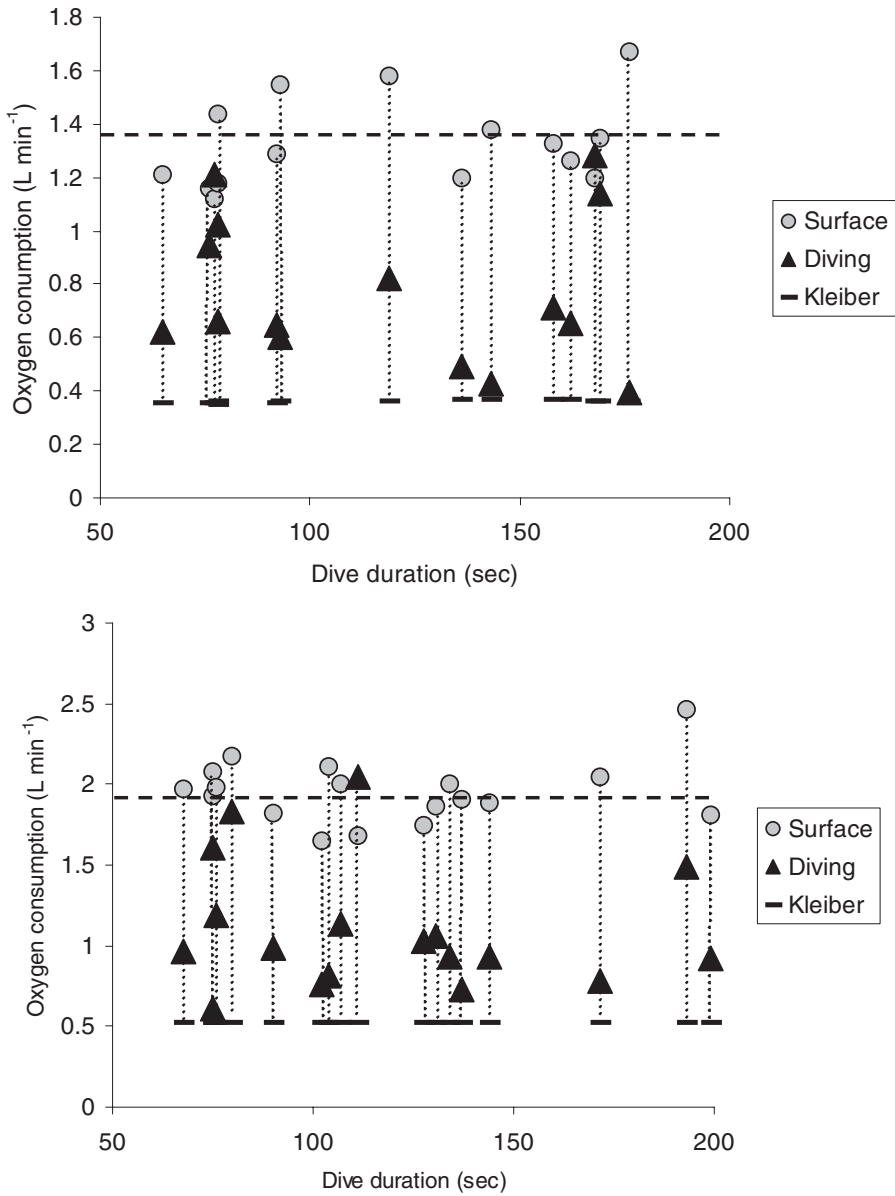 1.8
1.6
1.4
1.2
1
0.8
0.6
0.4
0.2
0
Oxygen conumption (L min⁻¹)
50 100 150 200
Dive duration (sec)
Surface
Diving
Kleiber
3
2.5
2
1.5
1
0.5
0
Oxygen consumption (L min⁻¹)
50 100 150 200
Dive duration (sec)
Surface
Diving
Kleiber